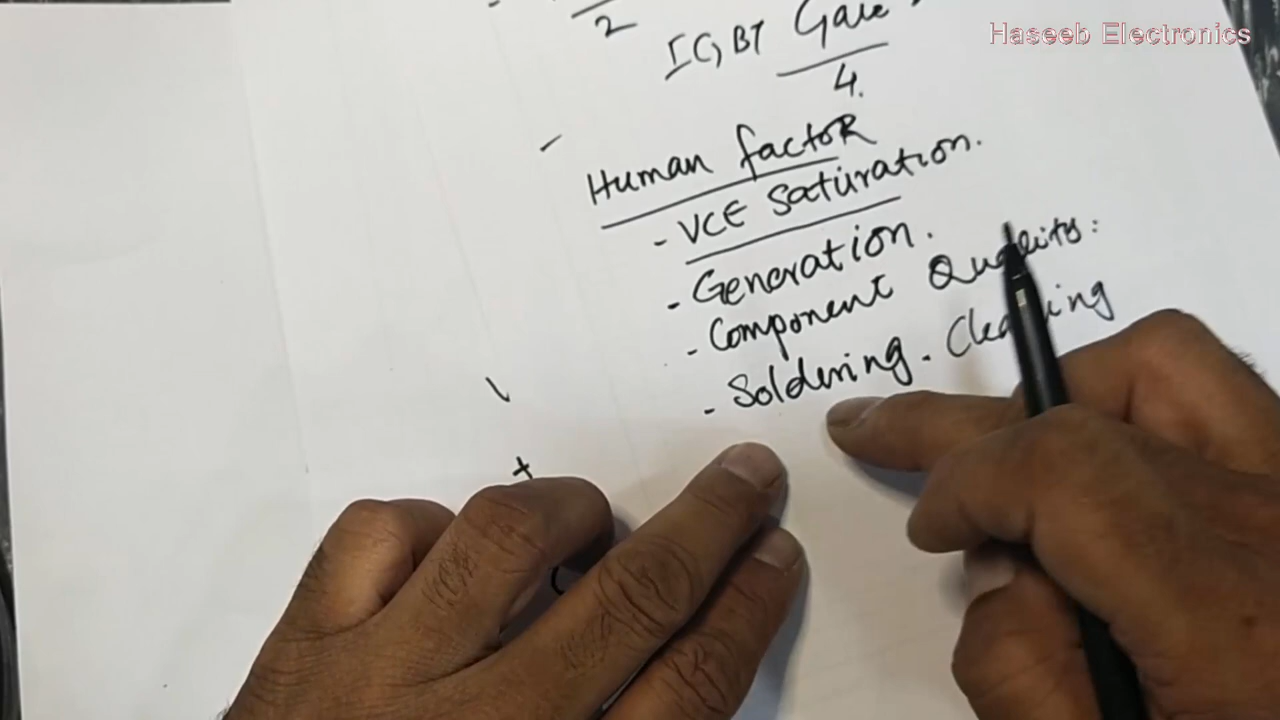 Haseeb Electronics
2
IGBT Gate
4.
Human factoR
- VCE Saturation.
- Generation.
- Component Quality:
- Soldering. Cleaning
+